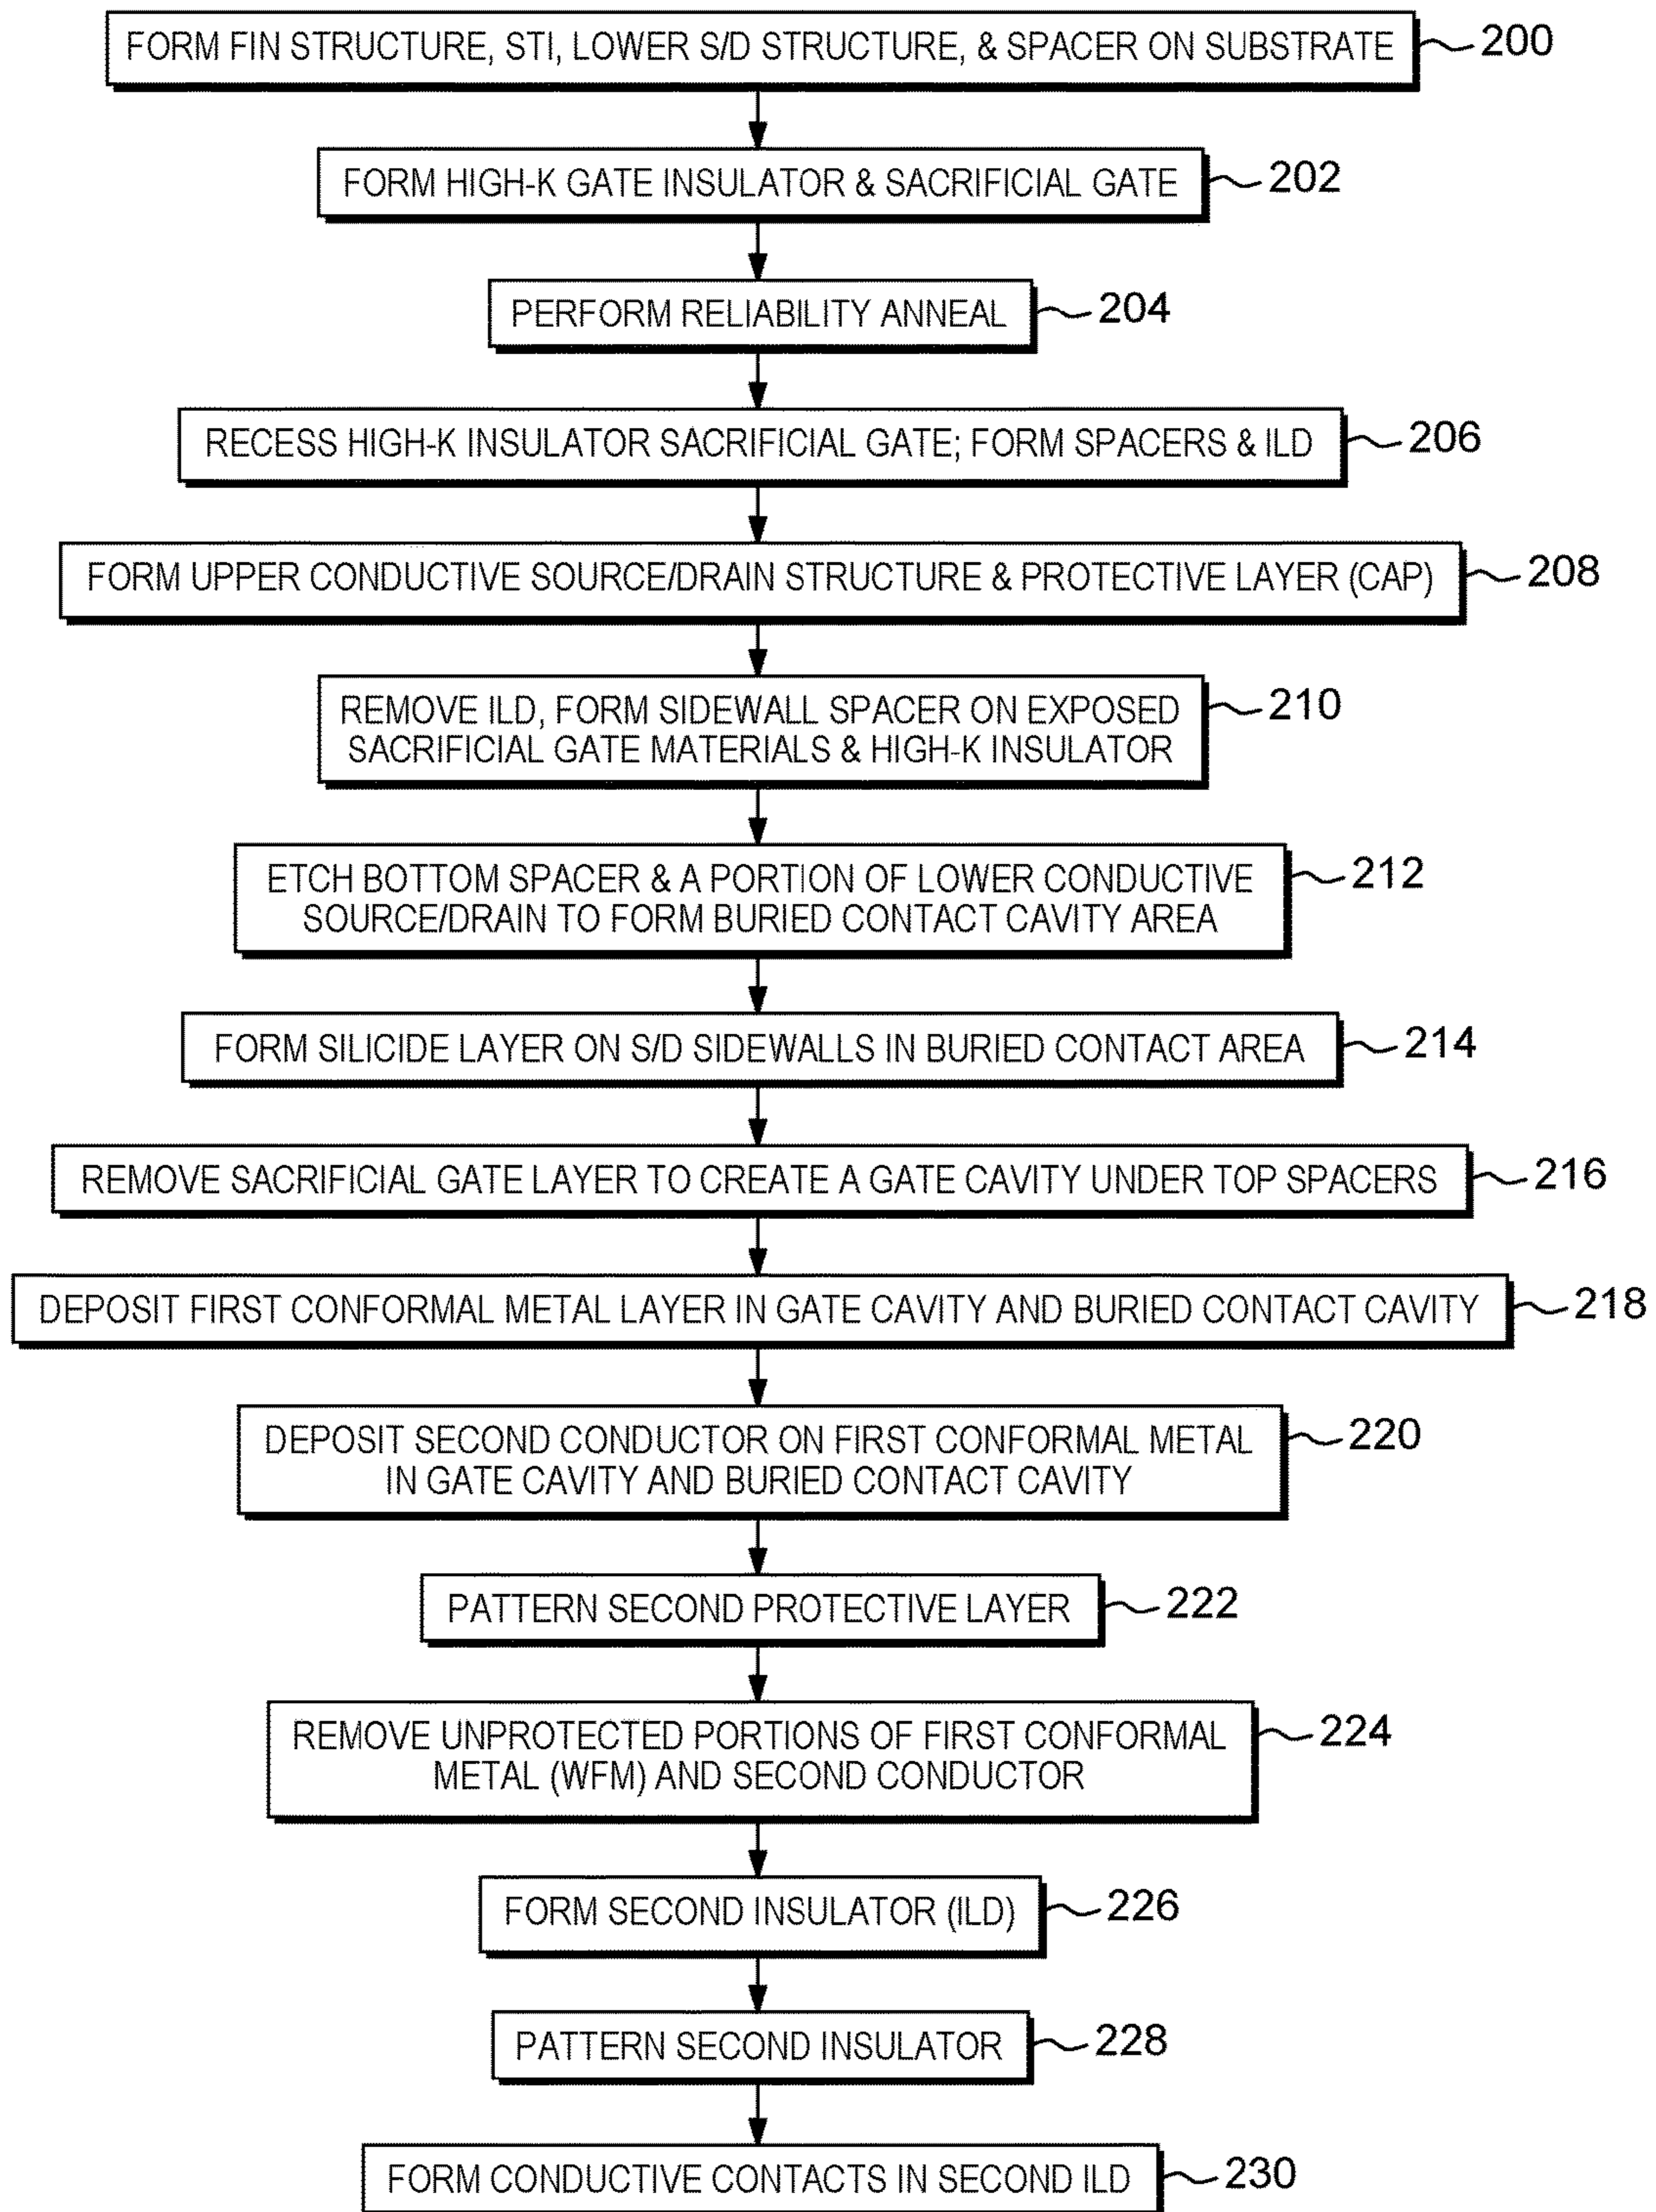 FORM FIN STRUCTURE, STI, LOWER S/D STRUCTURE, & SPACER ON SUBSTRATE 200
FORM HIGH-K GATE INSULATOR & SACRIFICIAL GATE 202
PERFORM RELIABILITY ANNEAL 204
RECESS HIGH-K INSULATOR SACRIFICIAL GATE; FORM SPACERS & ILD 206
FORM UPPER CONDUCTIVE SOURCE/DRAIN STRUCTURE & PROTECTIVE LAYER (CAP) 208
REMOVE ILD, FORM SIDEWALL SPACER ON EXPOSED 210
SACRIFICIAL GATE MATERIALS & HIGH-K INSULATOR
ETCH BOTTOM SPACER & A PORTION OF LOWER CONDUCTIVE 212
SOURCE/DRAIN TO FORM BURIED CONTACT CAVITY AREA
FORM SILICIDE LAYER ON S/D SIDEWALLS IN BURIED CONTACT AREA 214
REMOVE SACRIFICIAL GATE LAYER TO CREATE A GATE CAVITY UNDER TOP SPACERS 216
DEPOSIT FIRST CONFORMAL METAL LAYER IN GATE CAVITY AND BURIED CONTACT CAVITY 218
DEPOSIT SECOND CONDUCTOR ON FIRST CONFORMAL METAL 220
IN GATE CAVITY AND BURIED CONTACT CAVITY
PATTERN SECOND PROTECTIVE LAYER 222
REMOVE UNPROTECTED PORTIONS OF FIRST CONFORMAL 224
METAL (WFM) AND SECOND CONDUCTOR
FORM SECOND INSULATOR (ILD) 226
PATTERN SECOND INSULATOR 228
FORM CONDUCTIVE CONTACTS IN SECOND ILD 230